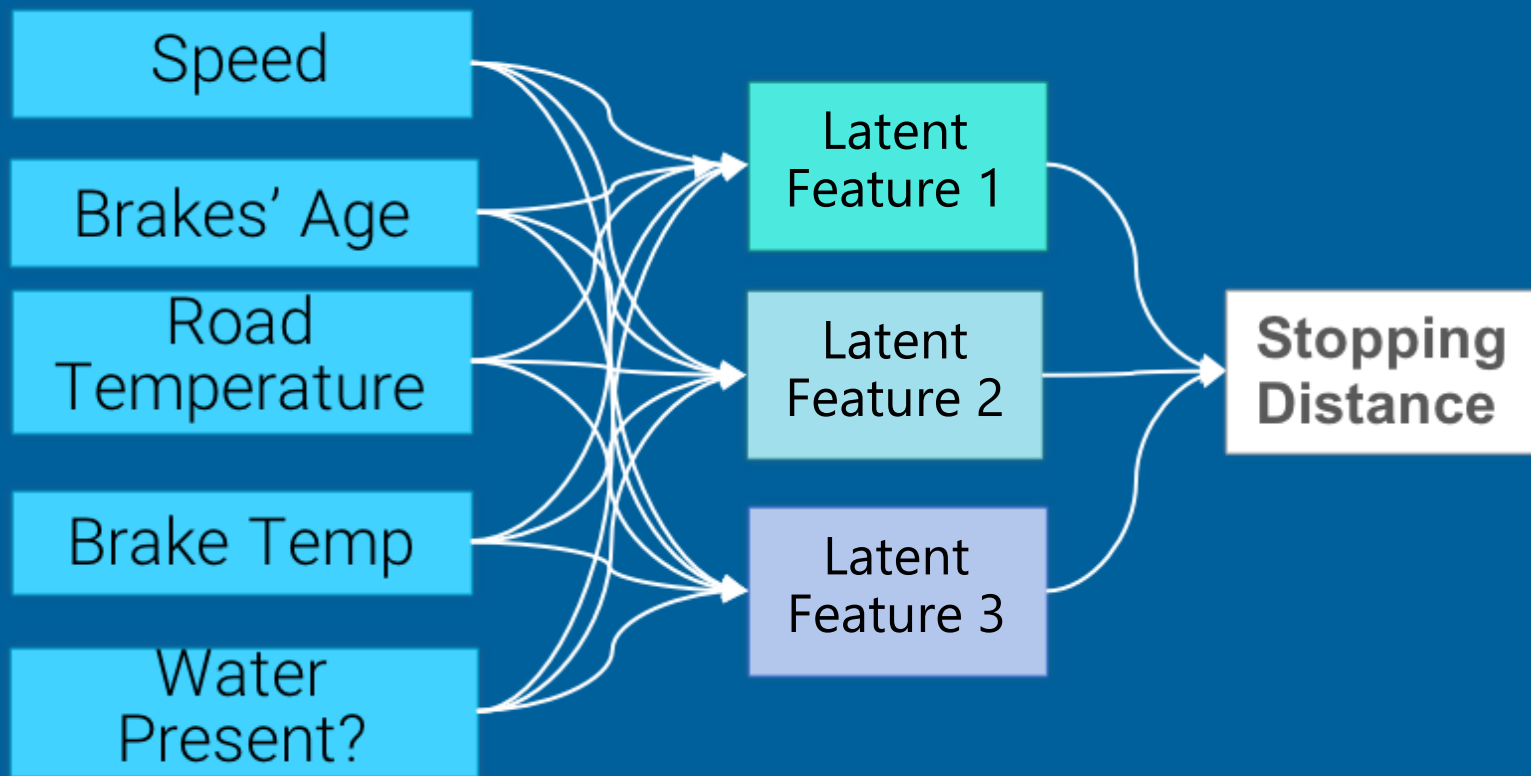 Speed
Brakes’ Age
Road
Temperature
Brake Temp
Water
Present?
Latent
Feature 1
Latent
Feature 2
Latent
Feature 3
Stopping
Distance